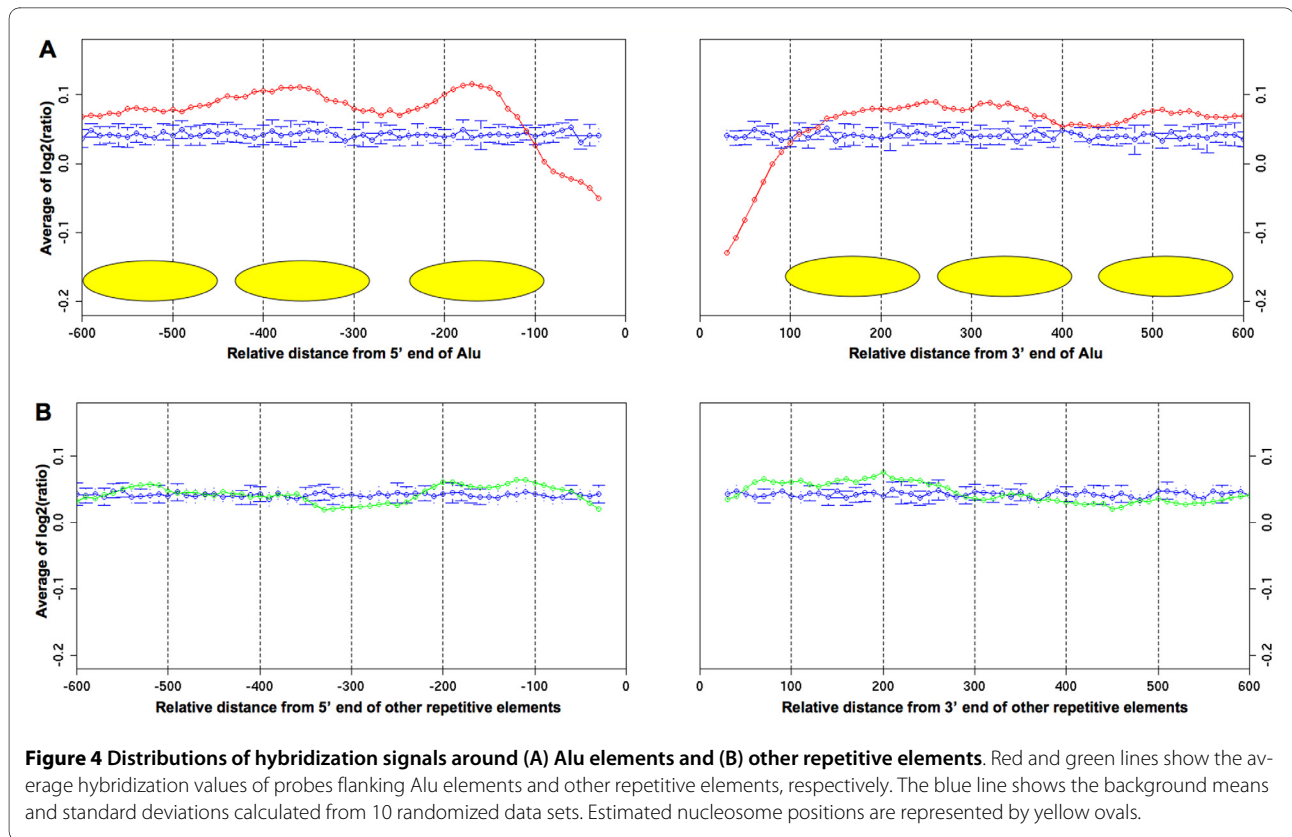 A
Average of log2(ratio)
0.1
0.0
-0.1
-0.2
-600 -500 -400 -300 -200 -100 0
Relative distance from 5' end of Alu
0.1
0.0
-0.1
-0.2
0 100 200 300 400 500 600
Relative distance from 3' end of Alu
B
Average of log2(ratio)
0.1
0.0
-0.1
-0.2
-600 -500 -400 -300 -200 -100 0
Relative distance from 5' end of other repetitive elements
0.1
0.0
-0.1
-0.2
0 100 200 300 400 500 600
Relative distance from 3' end of other repetitive elements
Figure 4 Distributions of hybridization signals around (A) Alu elements and (B) other repetitive elements. Red and green lines show the av-
erage hybridization values of probes flanking Alu elements and other repetitive elements, respectively. The blue line shows the background means
and standard deviations calculated from 10 randomized data sets. Estimated nucleosome positions are represented by yellow ovals.